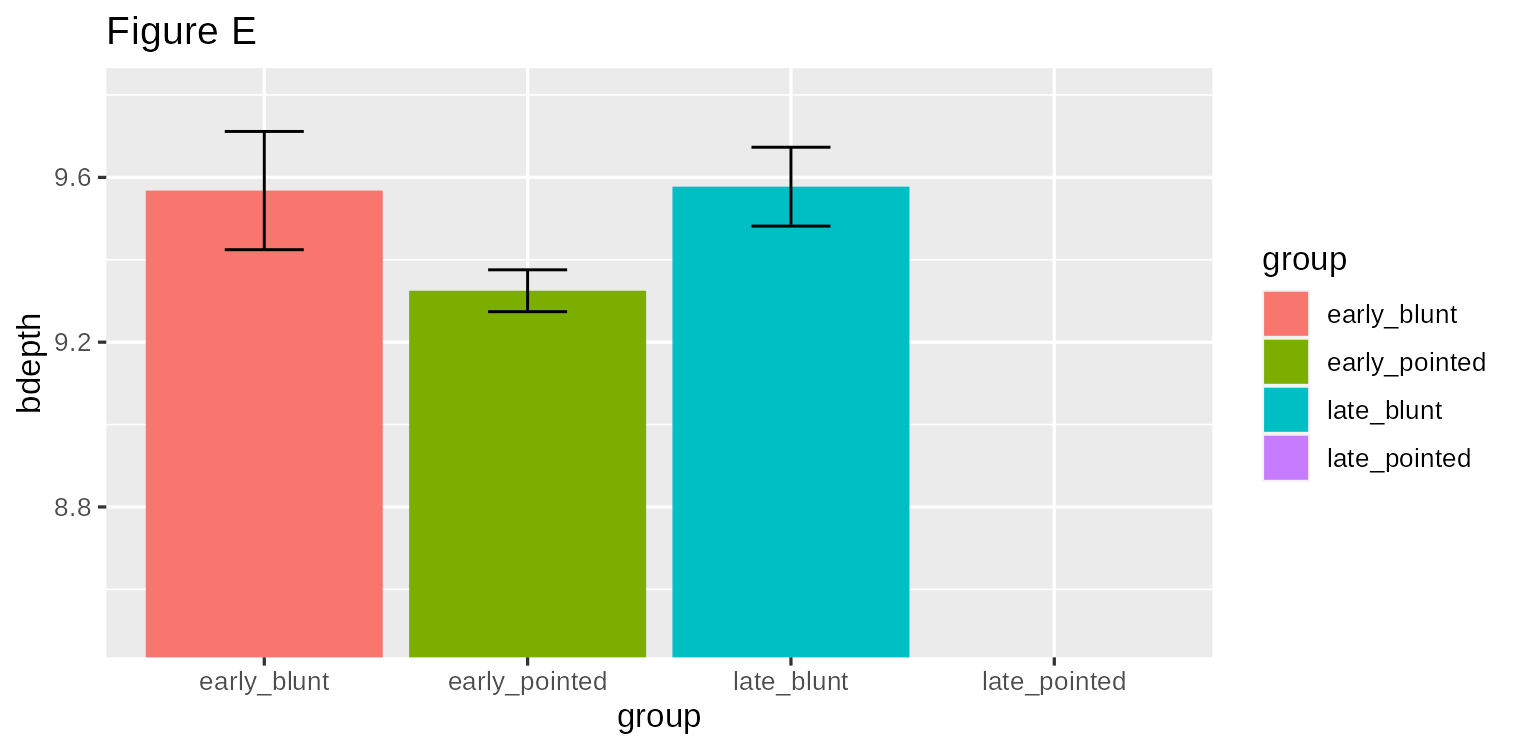 Figure E
9.6
9.2
8.8
bdepth
early_blunt
early_pointed
late_blunt
late_pointed
group
group
early_blunt
early_pointed
late_blunt
late_pointed